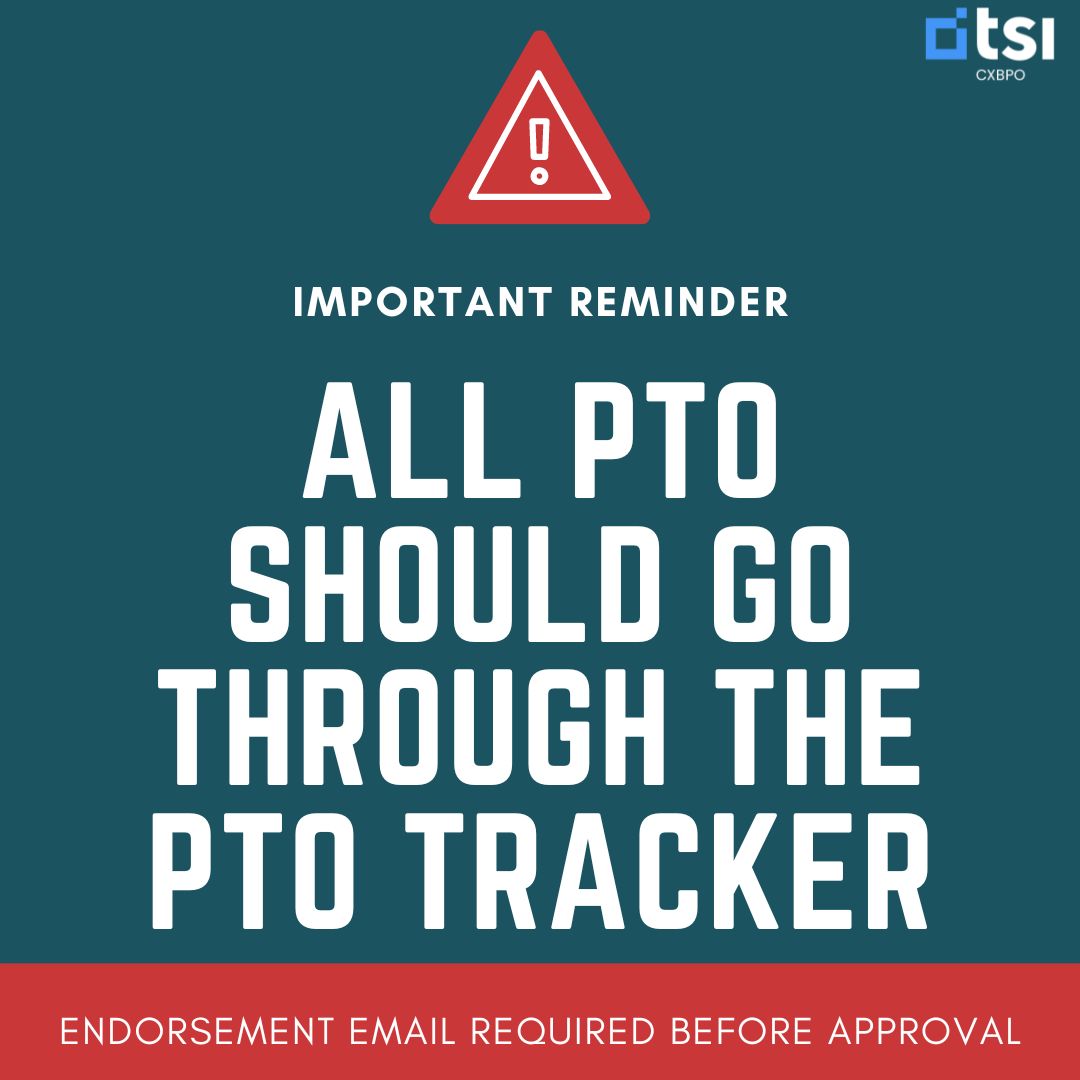 tsi
CXBPO
!
IMPORTANT REMINDER
ALL PTO
SHOULD GO
THROUGH THE
PTO TRACKER
ENDORSEMENT EMAIL REQUIRED BEFORE APPROVAL